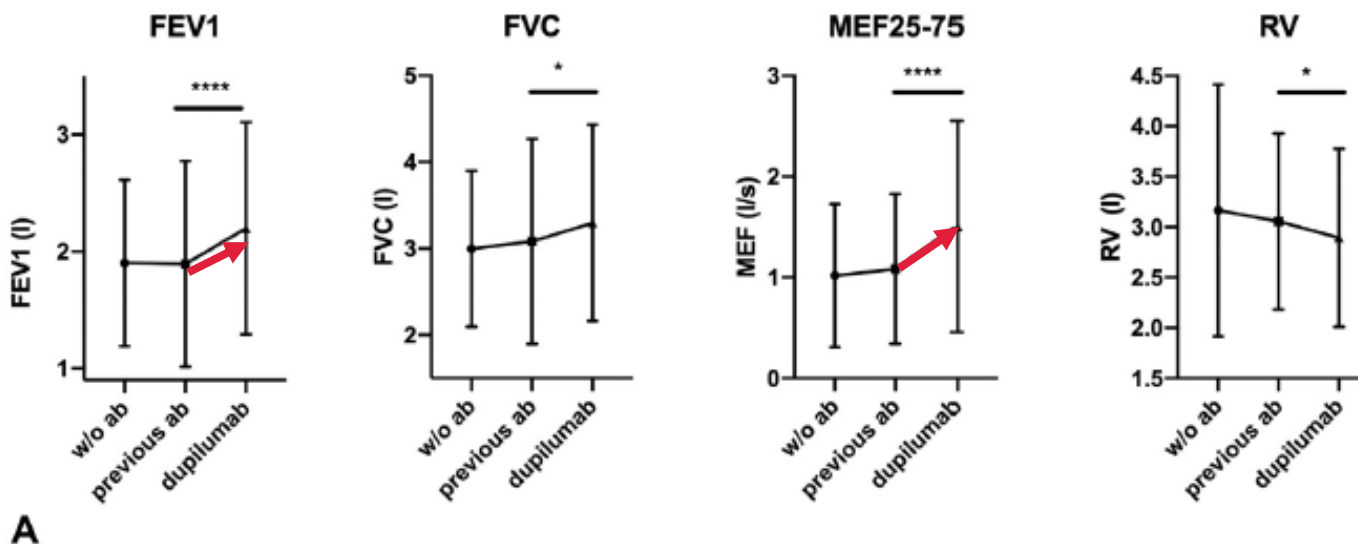 FEV1
FVC
MEF25-75
RV
****
*
****
*
FEV1 (l)
3
2
1
w/o ab
previous ab
dupilumab
FVC (l)
5
4
3
2
w/o ab
previous ab
dupilumab
MEF (l/s)
3
2
1
0
w/o ab
previous ab
dupilumab
RV (l)
4.5
4.0
3.5
3.0
2.5
2.0
1.5
w/o ab
previous ab
dupilumab
A